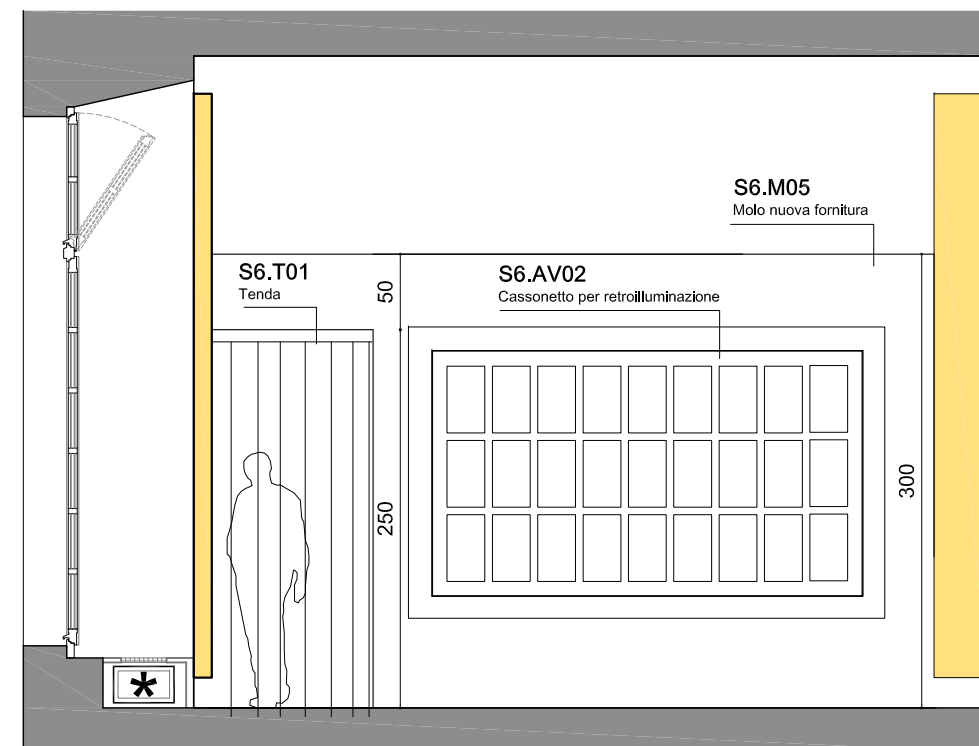 S6.M05
Molo nuova fornitura
S6.T01
Tenda
50
S6.AV02
Cassonetto per retroilluminazione
250
300
*